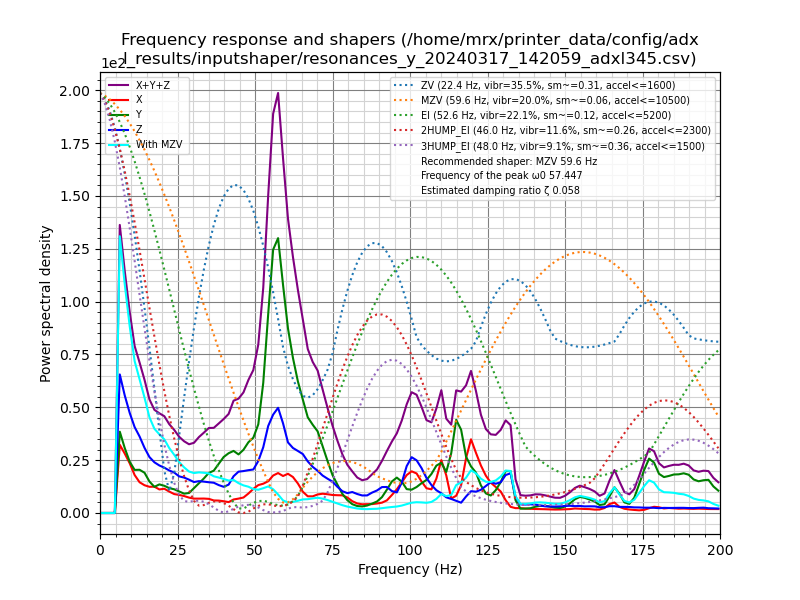 Frequency response and shapers (/home/mrx/printer_data/config/adx
l_results/inputshaper/resonances_y_20240317_142059_adxl345.csv)
1e2
X+Y+Z
X
Y
Z
With MZV
ZV (22.4 Hz, vibr=35.5%, sm~=0.31, accel<=1600)
MZV (59.6 Hz, vibr=20.0%, sm~=0.06, accel<=10500)
EI (52.6 Hz, vibr=22.1%, sm~=0.12, accel<=5200)
2HUMP_EI (46.0 Hz, vibr=11.6%, sm~=0.26, accel<=2300)
3HUMP_EI (48.0 Hz, vibr=9.1%, sm~=0.36, accel<=1500)
Recommended shaper: MZV 59.6 Hz
Frequency of the peak ω0 57.447
Estimated damping ratio ζ 0.058
Power spectral density
2.00
1.75
1.50
1.25
1.00
0.75
0.50
0.25
0.00
0 25 50 75 100 125 150 175 200
Frequency (Hz)